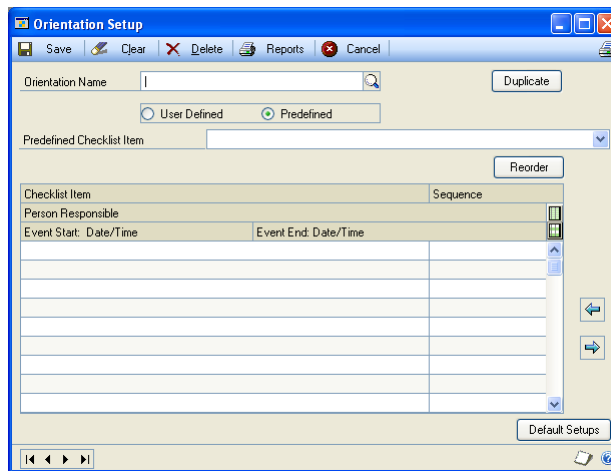 Orientation Setup
Save Clear Delete Reports Cancel
Orientation Name Duplicate
User Defined Predefined
Predefined Checklist Item
Reorder
Checklist Item Sequence
Person Responsible
Event Start: Date/Time Event End: Date/Time
Default Setups